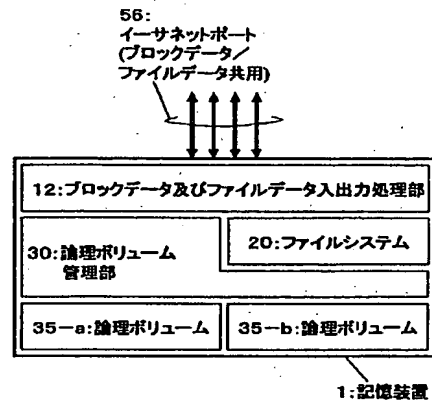 56:
イーサネットポート
(ブロックデータ/
ファイルデータ共用)
12:ブロックデータ及びファイルデータ入出力処理部
30:論理ボリューム
管理部
20:ファイルシステム
35-a:論理ボリューム
35-b:論理ボリューム
1:記憶装置